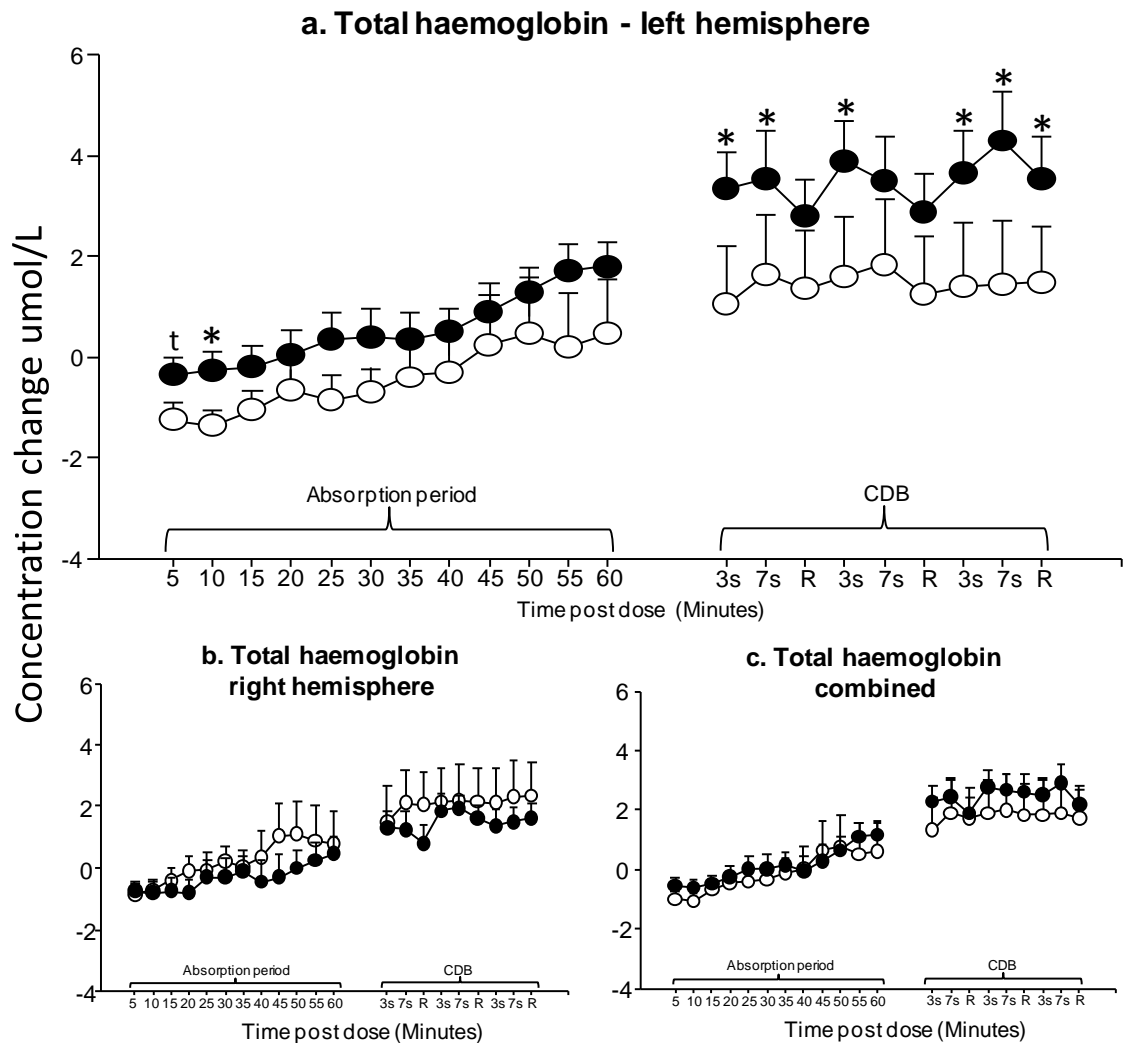 a. Total haemoglobin - left hemisphere
Concentration change umol/L
6
4
2
0
-2
-4
t * * * * * * *
Absorption period CDB
5 10 15 20 25 30 35 40 45 50 55 60 3s 7s R 3s 7s R 3s 7s R
Time post dose (Minutes)
b. Total haemoglobin
right hemisphere
6
4
2
0
-2
-4
Absorption period CDB
5 10 15 20 25 30 35 40 45 50 55 60 3s 7s R 3s 7s R 3s 7s R
Time post dose (Minutes)
c. Total haemoglobin
combined
6
4
2
0
-2
-4
Absorption period CDB
5 10 15 20 25 30 35 40 45 50 55 60 3s 7s R 3s 7s R 3s 7s R
Time post dose (Minutes)